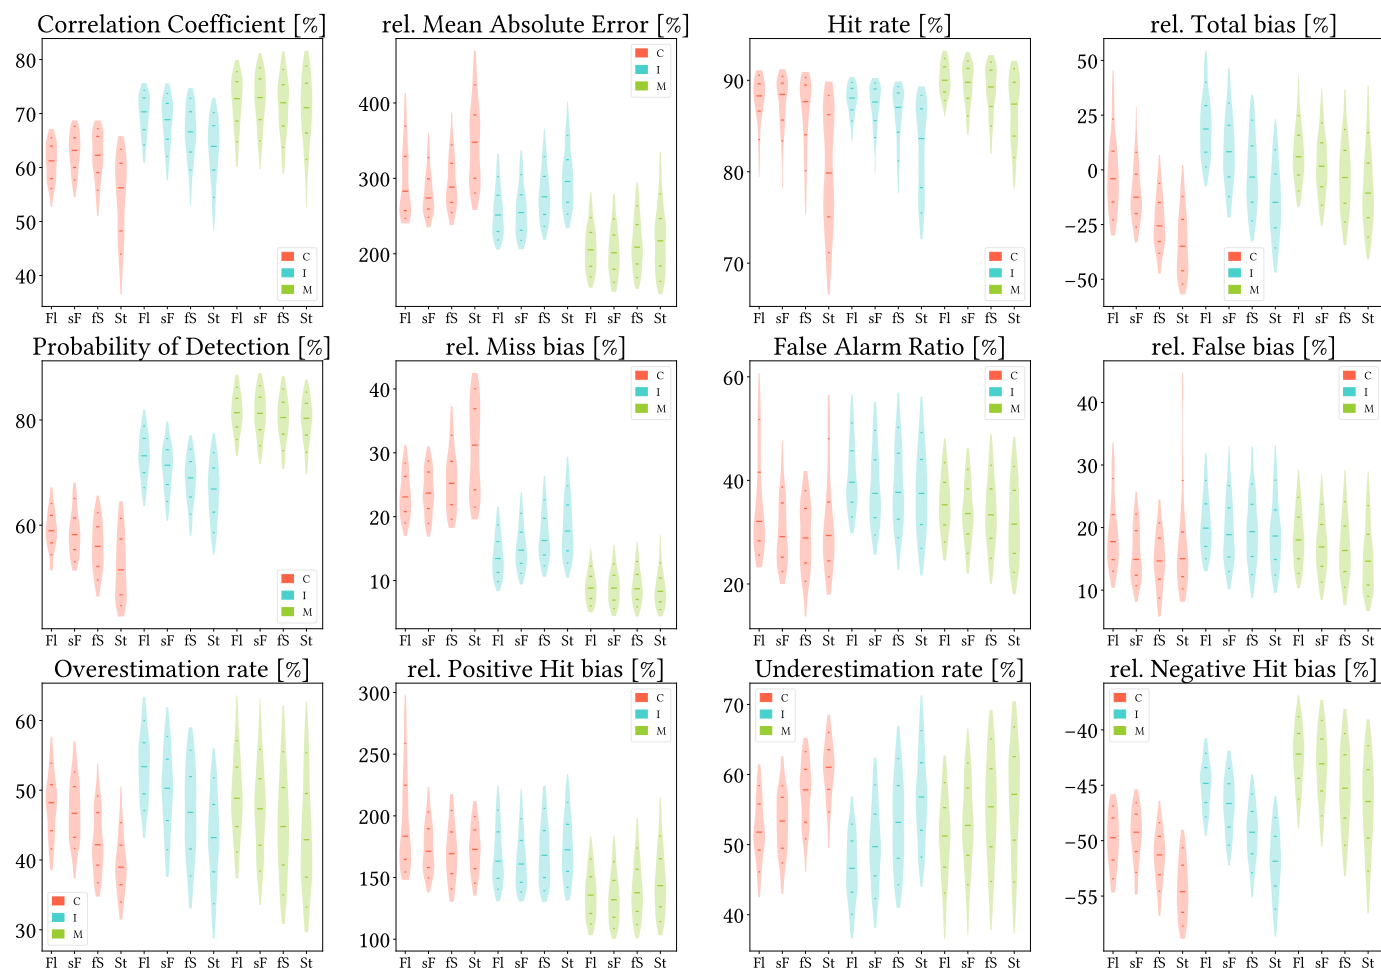 Correlation Coefficient [%]
80
70
60
50
40
C
I
M
Fl sF fS St Fl sF fS St Fl sF fS St
rel. Mean Absolute Error [%]
400
300
200
C
I
M
Fl sF fS St Fl sF fS St Fl sF fS St
Hit rate [%]
90
80
70
C
I
M
Fl sF fS St Fl sF fS St Fl sF fS St
rel. Total bias [%]
50
25
0
−25
−50
C
I
M
Fl sF fS St Fl sF fS St Fl sF fS St
Probability of Detection [%]
80
60
C
I
M
Fl sF fS St Fl sF fS St Fl sF fS St
rel. Miss bias [%]
40
30
20
10
C
I
M
Fl sF fS St Fl sF fS St Fl sF fS St
False Alarm Ratio [%]
60
40
20
C
I
M
Fl sF fS St Fl sF fS St Fl sF fS St
rel. False bias [%]
40
30
20
10
C
I
M
Fl sF fS St Fl sF fS St Fl sF fS St
Overestimation rate [%]
60
50
40
30
C
I
M
Fl sF fS St Fl sF fS St Fl sF fS St
rel. Positive Hit bias [%]
300
250
200
150
100
C
I
M
Fl sF fS St Fl sF fS St Fl sF fS St
Underestimation rate [%]
70
60
50
40
C
I
M
Fl sF fS St Fl sF fS St Fl sF fS St
rel. Negative Hit bias [%]
−40
−45
−50
−55
C
I
M
Fl sF fS St Fl sF fS St Fl sF fS St